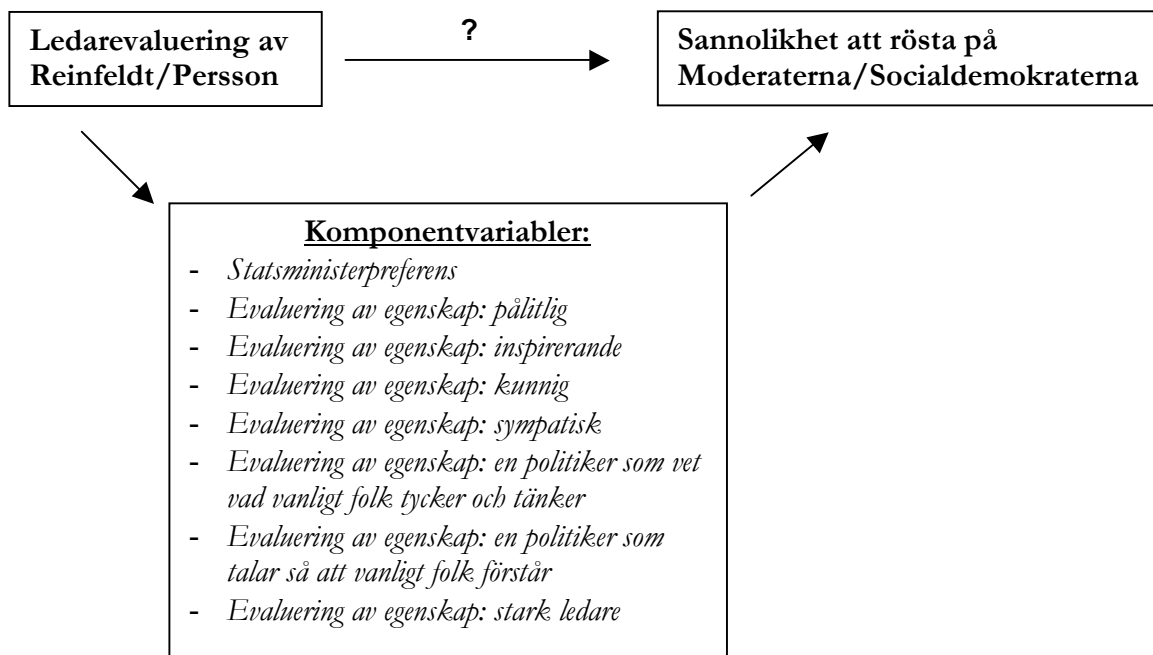 Ledarevaluering av
Reinfeldt/Persson
?
Sannolikhet att rösta på
Moderaterna/Socialdemokraterna
Komponentvariabler:
- Statsministerpreferens
- Evaluering av egenskap: pålitlig
- Evaluering av egenskap: inspirerande
- Evaluering av egenskap: kunnig
- Evaluering av egenskap: sympatisk
- Evaluering av egenskap: en politiker som vet
vad vanligt folk tycker och tänker
- Evaluering av egenskap: en politiker som
talar så att vanligt folk förstår
- Evaluering av egenskap: stark ledare